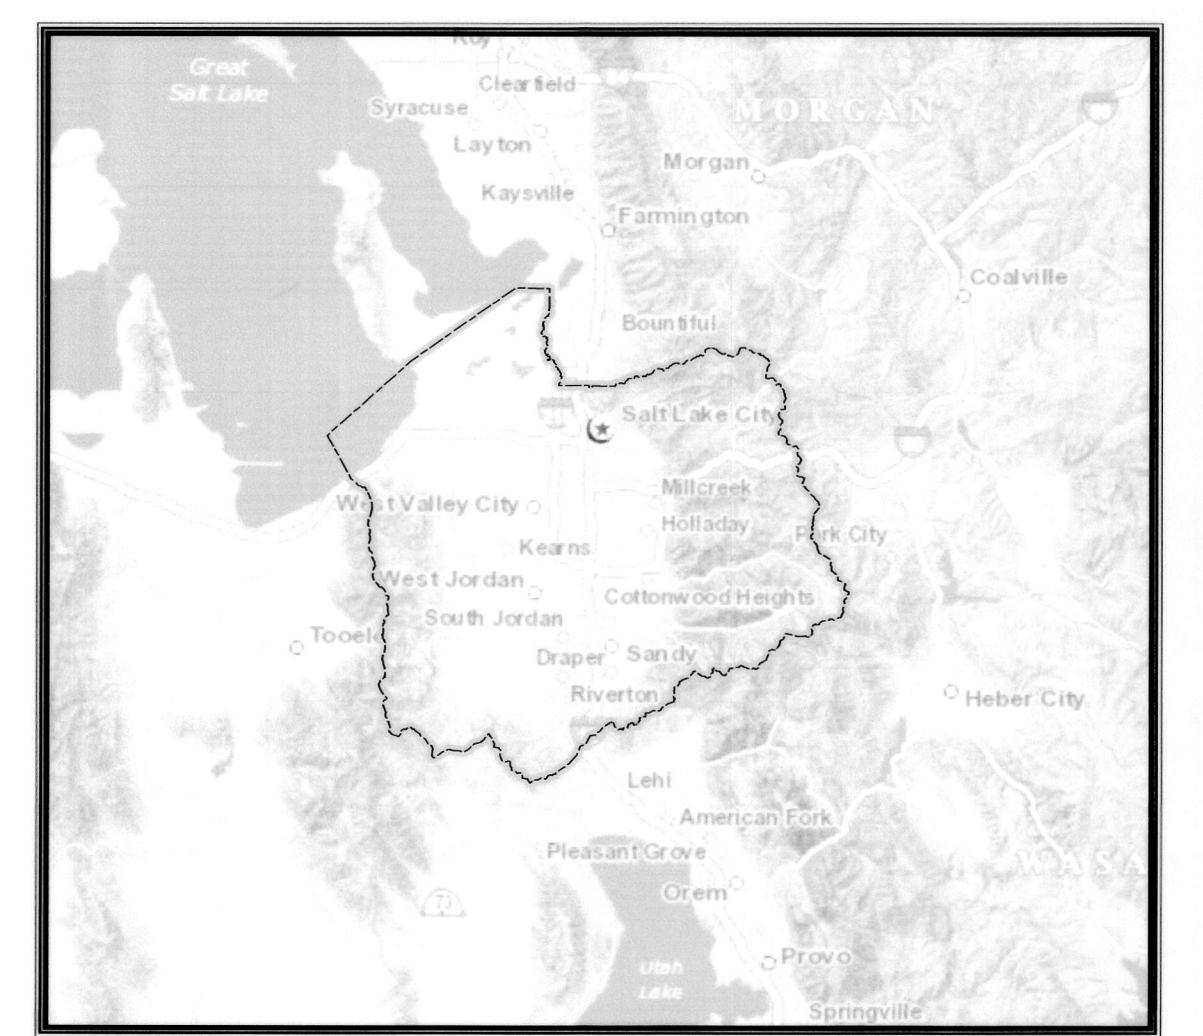 Roy
Great
Salt Lake
Clearfield
84
Syracuse
MORGAN
Layton
Morgan
Kaysville
Farmington
Coalville
Bountiful
Salt Lake City
Millcreek
West Valley City
Holladay
Park City
Kearns
West Jordan
Cottonwood Heights
South Jordan
Tooele
Draper
Sandy
Riverton
Heber City
Lehi
American Fork
Pleasant Grove
WASA
Orem
73
Provo
Utah
Lake
Springville